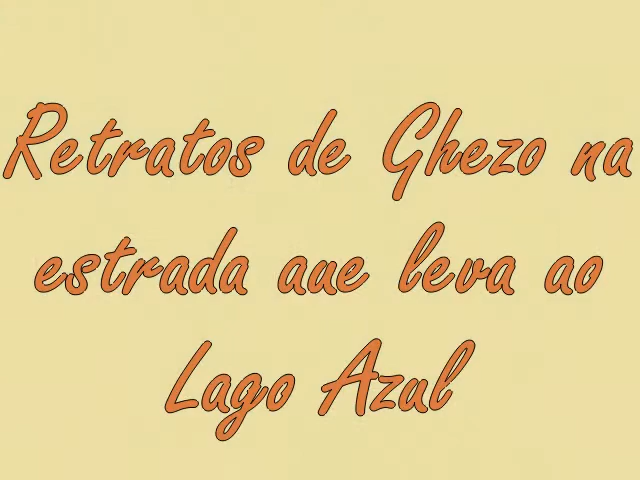 Retratos de Ghezo na
estrada aue leva ao
Lago Azul